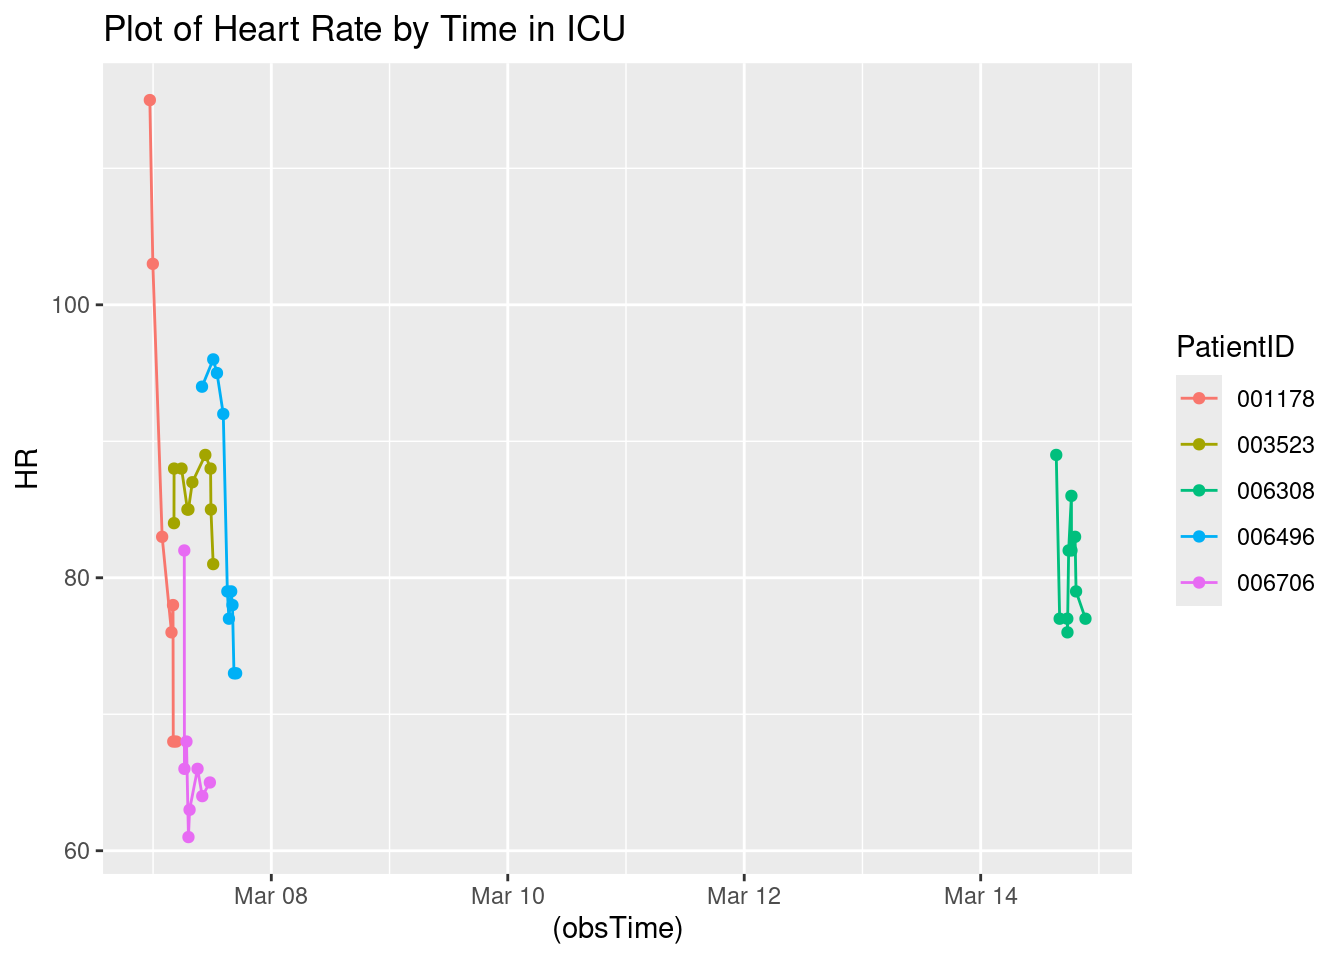 Plot of Heart Rate by Time in ICU
HR
100
80
60
Mar 08
Mar 10
Mar 12
Mar 14
(obsTime)
PatientID
001178
003523
006308
006496
006706